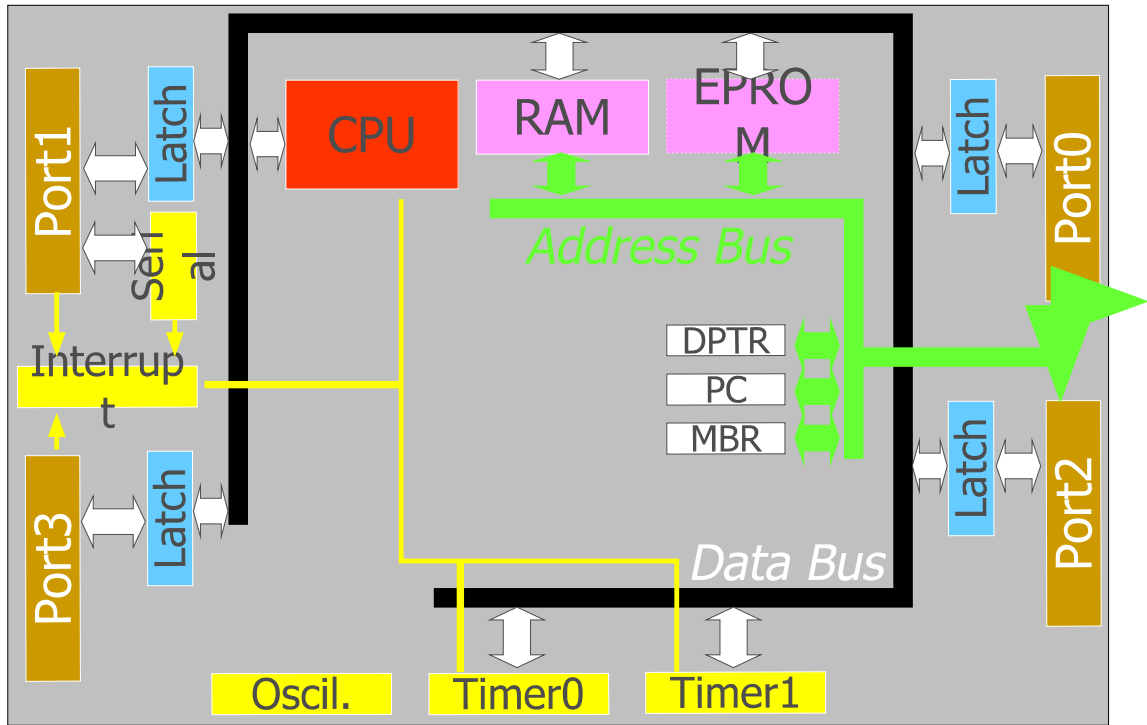 Port1
Latch
CPU
RAM
EPRO
M
Latch
Port0
Seri
al
Address Bus
DPTR
PC
MBR
Interrup
t
Port3
Latch
Latch
Port2
Data Bus
Oscil.
Timer0
Timer1